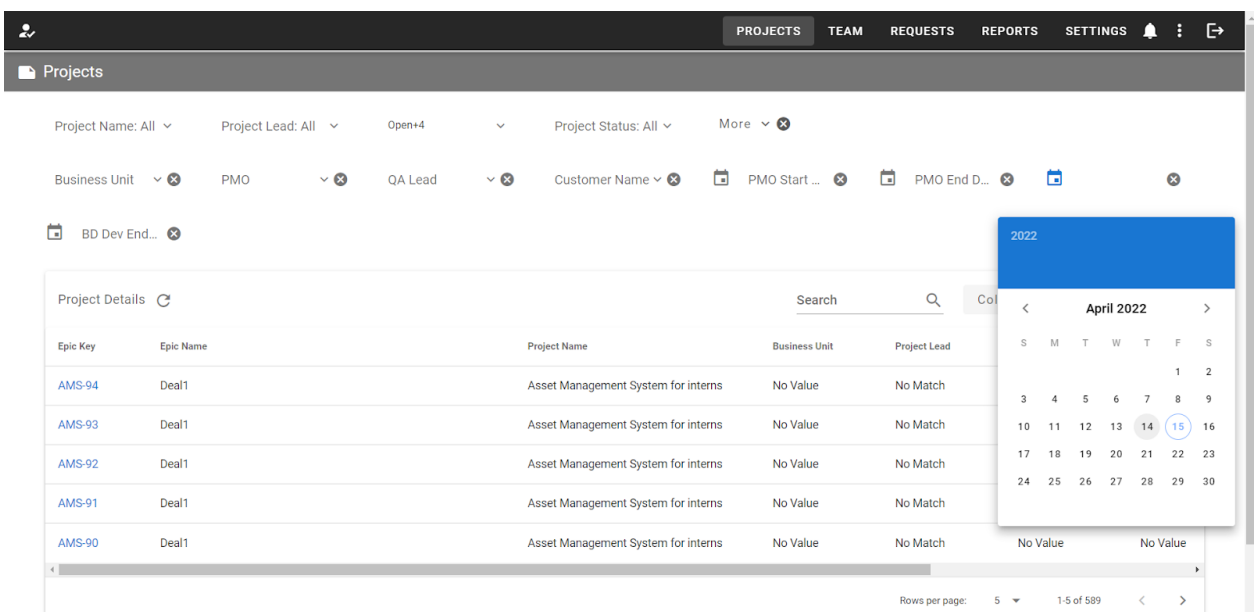 PROJECTS TEAM REQUESTS REPORTS SETTINGS
Projects
Project Name: All Project Lead: All Open+4 Project Status: All More
Business Unit PMO QA Lead Customer Name PMO Start ... PMO End D...
BD Dev End...
2022
Project Details Search Col
April 2022
S M T W T F S
Epic Key Epic Name Project Name Business Unit Project Lead
1 2
AMS-94 Deal1 Asset Management System for interns No Value No Match
3 4 5 6 7 8 9
AMS-93 Deal1 Asset Management System for interns No Value No Match
10 11 12 13 14 15 16
AMS-92 Deal1 Asset Management System for interns No Value No Match
17 18 19 20 21 22 23
24 25 26 27 28 29 30
AMS-91 Deal1 Asset Management System for interns No Value No Match
AMS-90 Deal1 Asset Management System for interns No Value No Match No Value No Value
Rows per page: 5 1-5 of 589